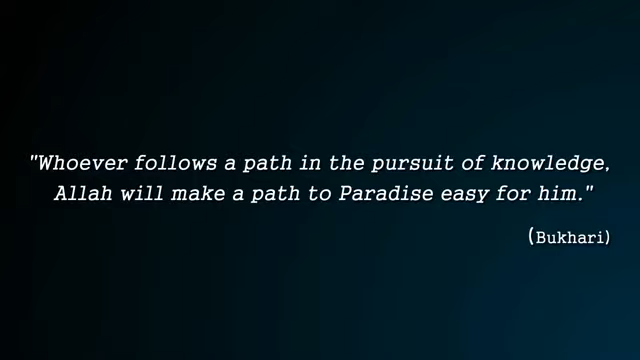 "Whoever follows a path in the pursuit of knowledge,
Allah will make a path to Paradise easy for him."
(Bukhari)